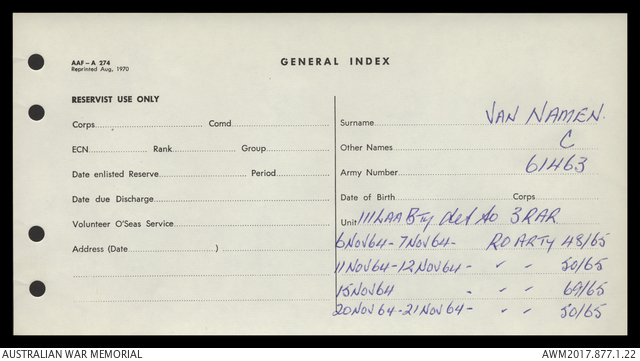 AAF – A 274
Reprinted Aug, 1970
GENERAL INDEX
RESERVIST USE ONLY
Corps Comd
ECN Rank Group
Date enlisted Reserve Period
Date due Discharge
Volunteer O'Seas Service
Address (Date )
Surname VAN NAMEN.
Other Names C
Army Number 61463
Date of Birth Corps
Unit 111 LAA Bty det to 3RAR
6 Nov 64 - 7 Nov 64 - RO ARTY 48/65
11 Nov 64 - 12 Nov 64 - " " 50/65
15 Nov 64 - " " 69/65
20 Nov 64 - 21 Nov 64 - " " 50/65
AUSTRALIAN WAR MEMORIAL AWM2017.877.1.22